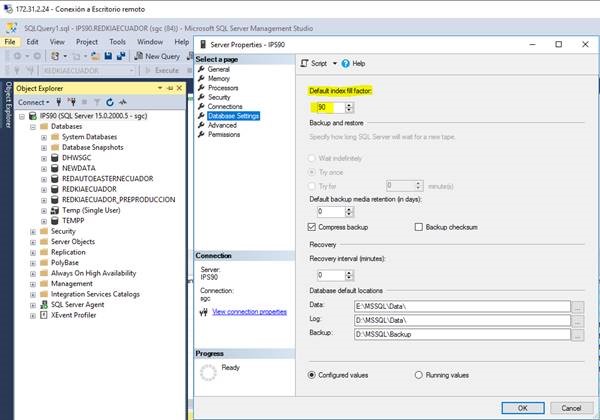 172.31.2.24 - Conexión a Escritorio remoto
SQLQuery1.sql - IPS90.REDKIAECUADOR (sgc (84)) - Microsoft SQL Server Management Studio
File Edit View Project Tools Window Help
New Query
REDKIAECUADOR Execute
Object Explorer
Object Explorer
Connect
IPS90 (SQL Server 15.0.2000.5 - sgc)
Databases
System Databases
Database Snapshots
DHWSGC
NEWDATA
REDAUTOEASTERNECUADOR
REDKIAECUADOR
REDKIAECUADOR_PREPRODUCCION
Temp (Single User)
TEMPP
Security
Server Objects
Replication
PolyBase
Always On High Availability
Management
Integration Services Catalogs
SQL Server Agent
XEvent Profiler
Server Properties - IPS90
Select a page
General
Memory
Processors
Security
Connections
Database Settings
Advanced
Permissions
Connection
Server:
IPS90
Connection:
sgc
View connection properties
Progress
Ready
Script Help
Default index fill factor:
90
Backup and restore
Specify how long SQL Server will wait for a new tape.
Wait indefinitely
Try once
Try for 0 minute(s)
Default backup media retention (in days):
0
Compress backup Backup checksum
Recovery
Recovery interval (minutes):
0
Database default locations
Data: E:\MSSQL\Data\ ...
Log: D:\MSSQL\Data\ ...
Backup: D:\MSSQL\Backup ...
Configured values Running values
OK Cancel